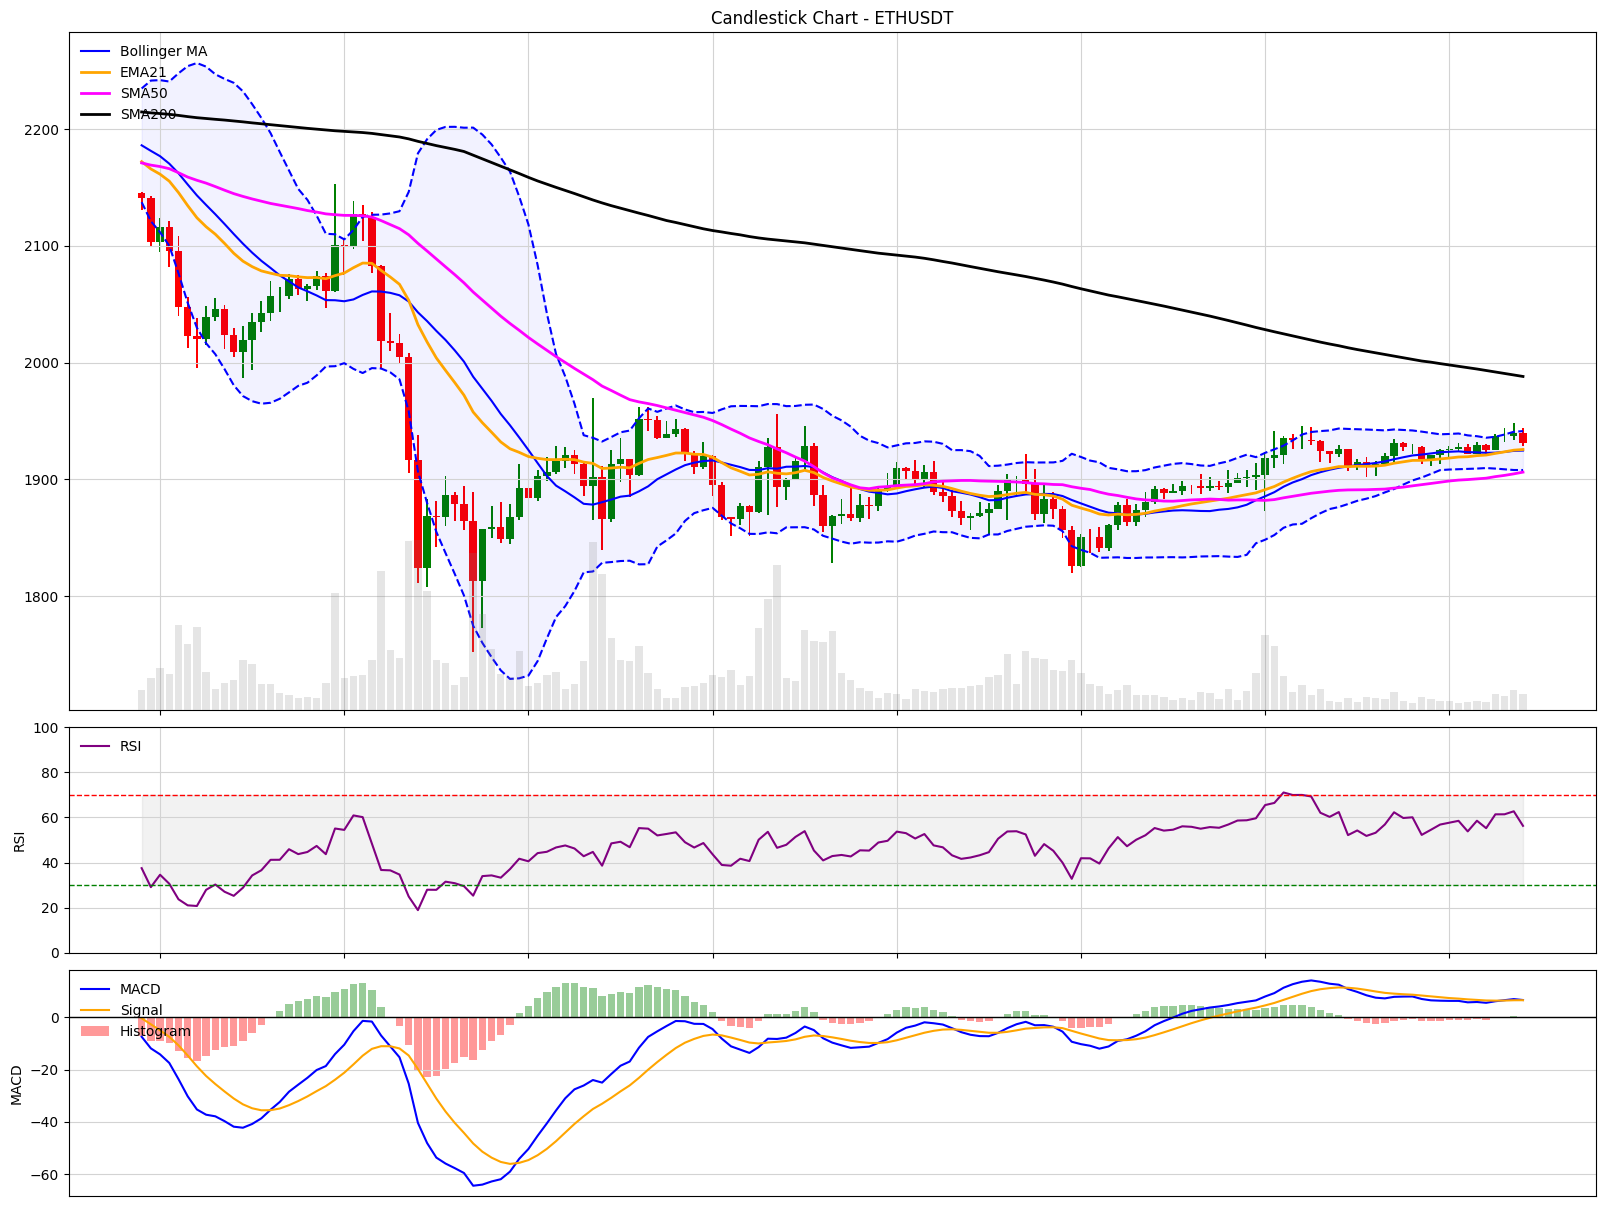 Candlestick Chart - ETHUSDT
Bollinger MA
EMA21
SMA50
SMA200
2200
2100
2000
1900
1800
RSI
100
80
60
40
20
0
RSI
MACD
Signal
Histogram
0
−20
−40
−60
MACD